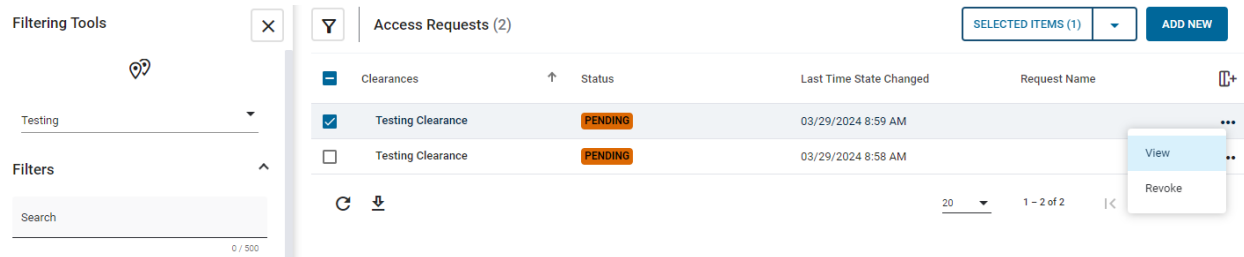 Filtering Tools
Testing
Filters
Search
0 / 500
Access Requests (2)
SELECTED ITEMS (1)
ADD NEW
Clearances Status Last Time State Changed Request Name
Testing Clearance PENDING 03/29/2024 8:59 AM
Testing Clearance PENDING 03/29/2024 8:58 AM
View
Revoke
20 1 – 2 of 2